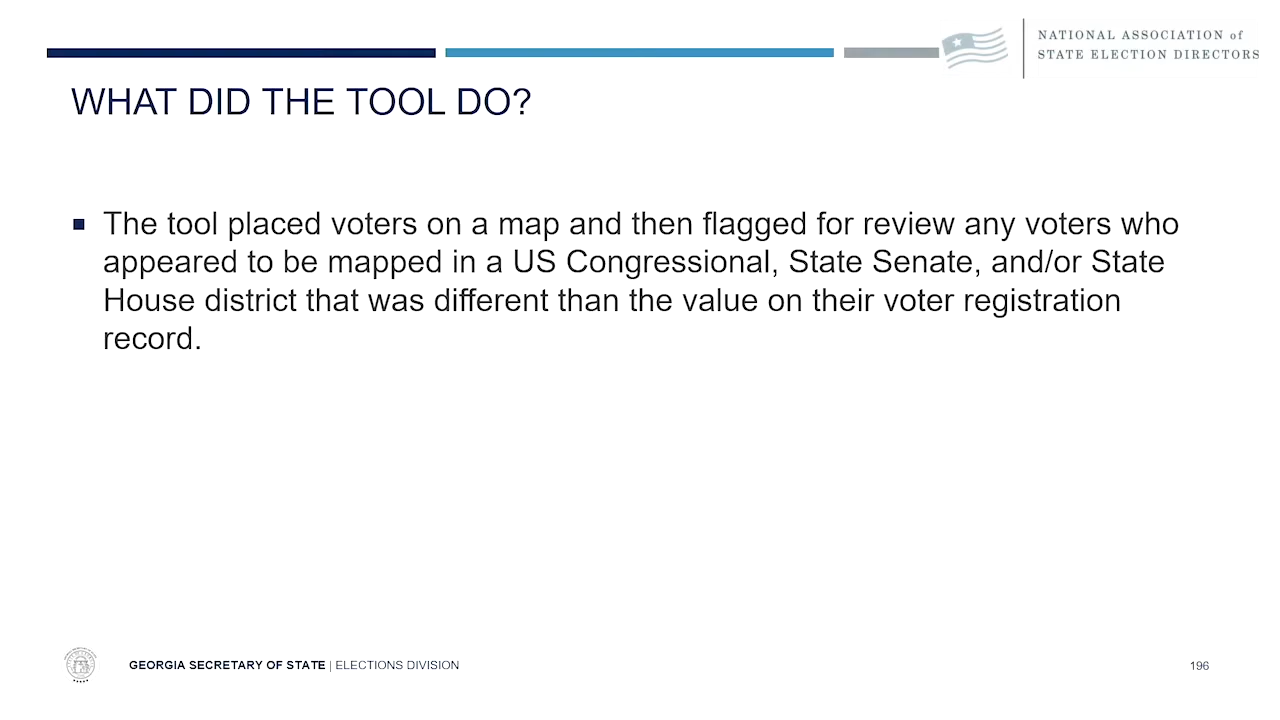 NATIONAL ASSOCIATION of
STATE ELECTION DIRECTORS
WHAT DID THE TOOL DO?
The tool placed voters on a map and then flagged for review any voters who
appeared to be mapped in a US Congressional, State Senate, and/or State
House district that was different than the value on their voter registration
record.
GEORGIA SECRETARY OF STATE | ELECTIONS DIVISION
196